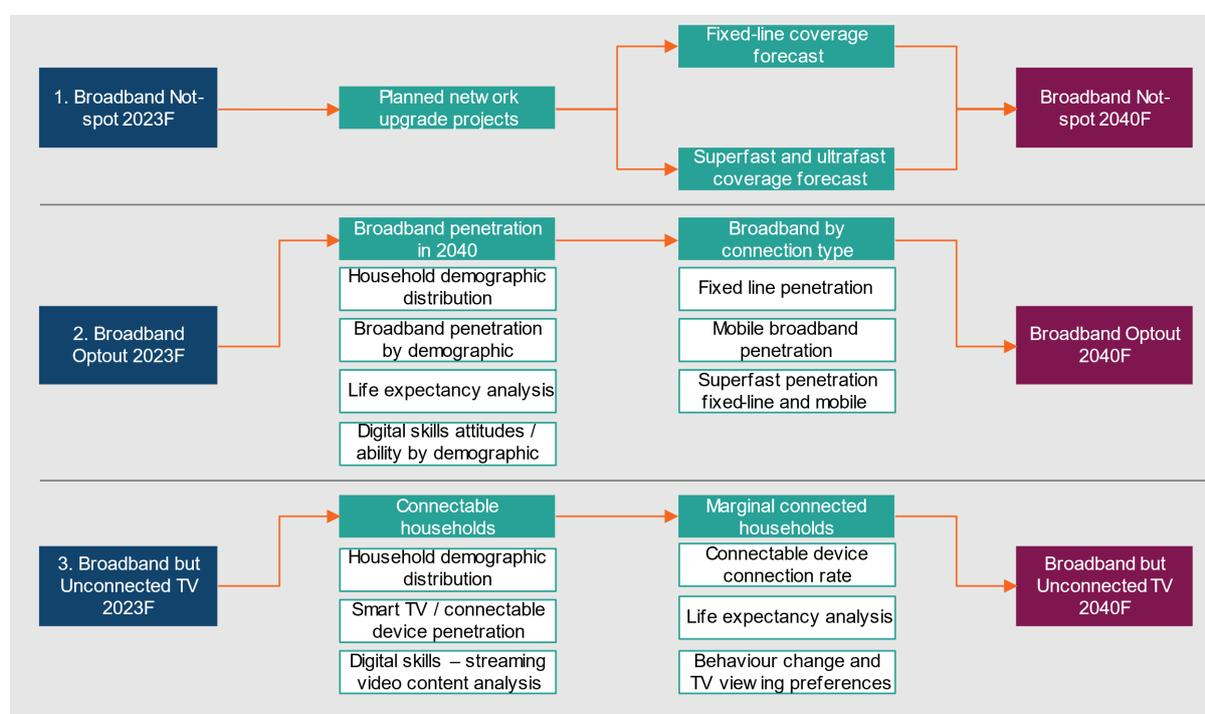 1. Broadband Not-
spot 2023F
Planned network
upgrade projects
Fixed-line coverage
forecast
Superfast and ultrafast
coverage forecast
Broadband Not-
spot 2040F
2. Broadband
Optout 2023F
Broadband penetration
in 2040
Household demographic
distribution
Broadband penetration
by demographic
Life expectancy analysis
Digital skills attitudes /
ability by demographic
Broadband by
connection type
Fixed line penetration
Mobile broadband
penetration
Superfast penetration
fixed-line and mobile
Broadband Optout
2040F
3. Broadband but
Unconnected TV
2023F
Connectable
households
Household demographic
distribution
Smart TV / connectable
device penetration
Digital skills – streaming
video content analysis
Marginal connected
households
Connectable device
connection rate
Life expectancy analysis
Behaviour change and
TV viewing preferences
Broadband but
Unconnected TV
2040F